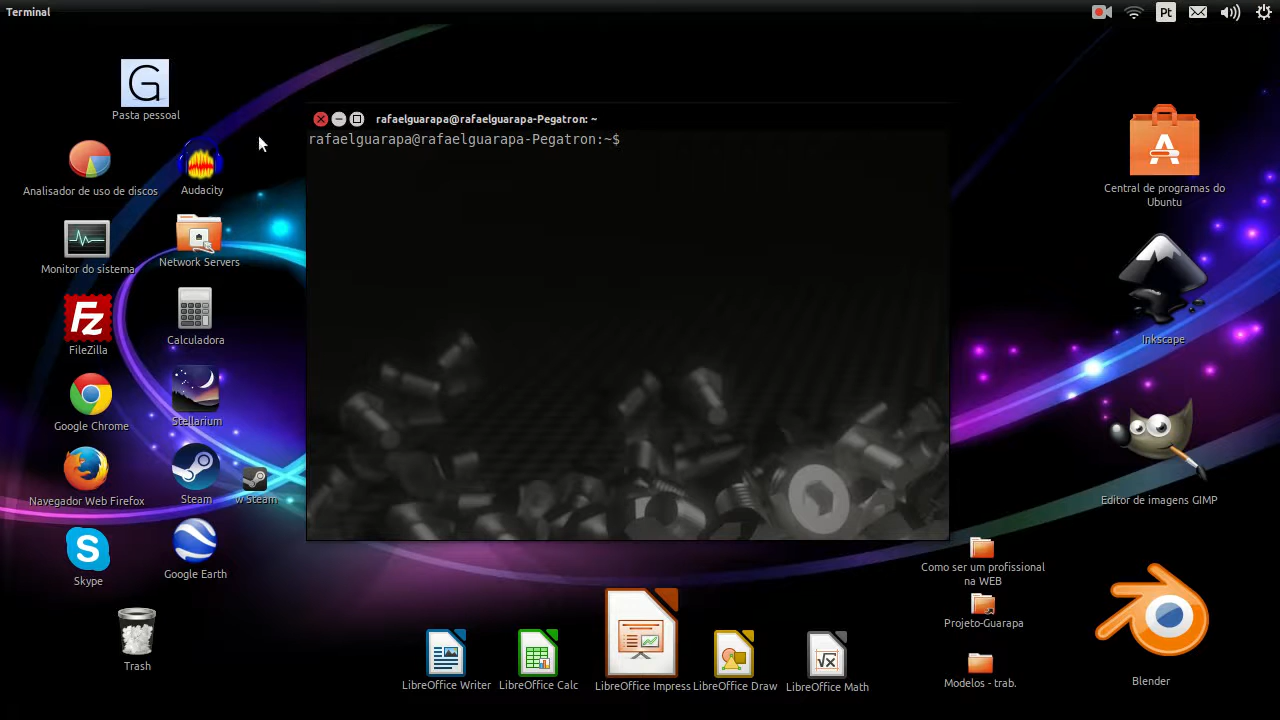 Terminal
Pt
G
Pasta pessoal
Analisador de uso de discos
Audacity
Monitor do sistema
Network Servers
Fz
FileZilla
Calculadora
Google Chrome
Stellarium
Navegador Web Firefox
Steam
w Steam
S
Skype
Google Earth
Trash
rafaelguarapa@rafaelguarapa-Pegatron: ~
rafaelguarapa@rafaelguarapa-Pegatron:~$
LibreOffice Writer
LibreOffice Calc
LibreOffice Impress
LibreOffice Draw
√x
LibreOffice Math
A
Central de programas do
Ubuntu
Inkscape
Editor de imagens GIMP
Como ser um profissional
na WEB
Projeto-Guarapa
Modelos - trab.
Blender